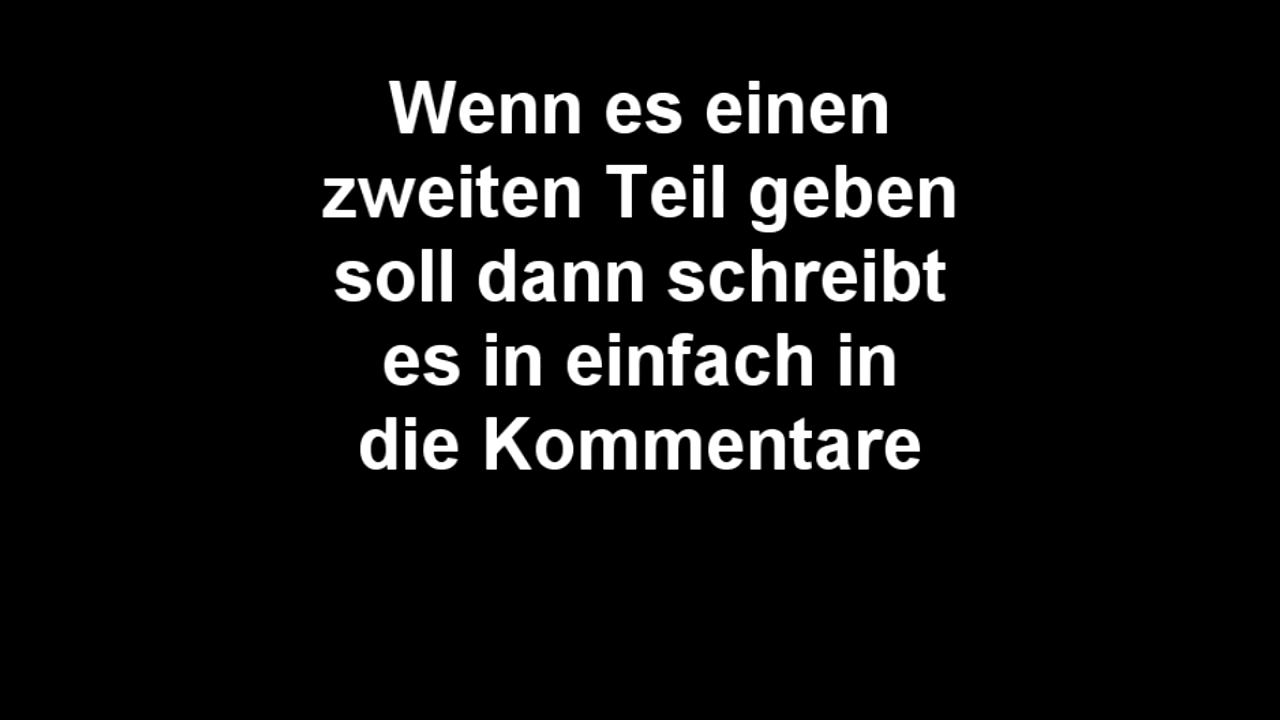 Wenn es einen
zweiten Teil geben
soll dann schreibt
es in einfach in
die Kommentare